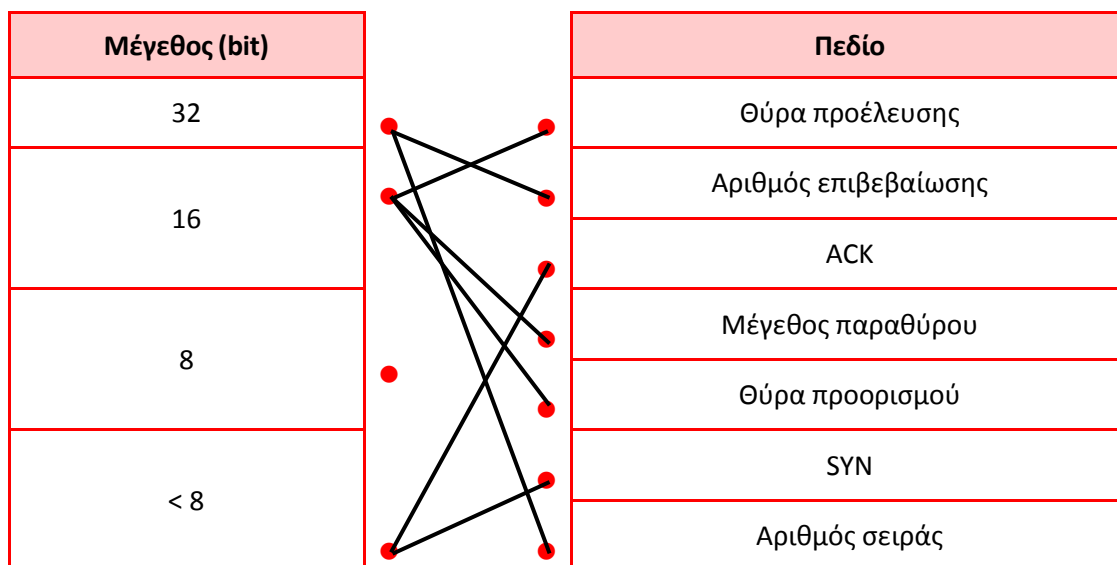 Μέγεθος (bit)
32
16
8
< 8
Πεδίο
Θύρα προέλευσης
Αριθμός επιβεβαίωσης
ACK
Μέγεθος παραθύρου
Θύρα προορισμού
SYN
Αριθμός σειράς